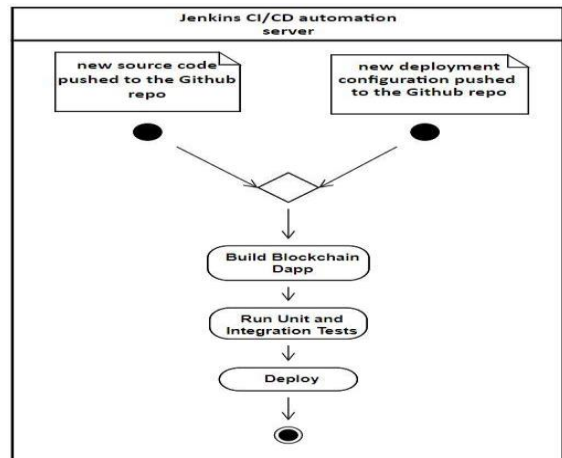 Jenkins CI/CD automation
server
new source code
pushed to the Github
repo
new deployment
configuration pushed
to the Github repo
Build Blockchain
Dapp
Run Unit and
Integration Tests
Deploy